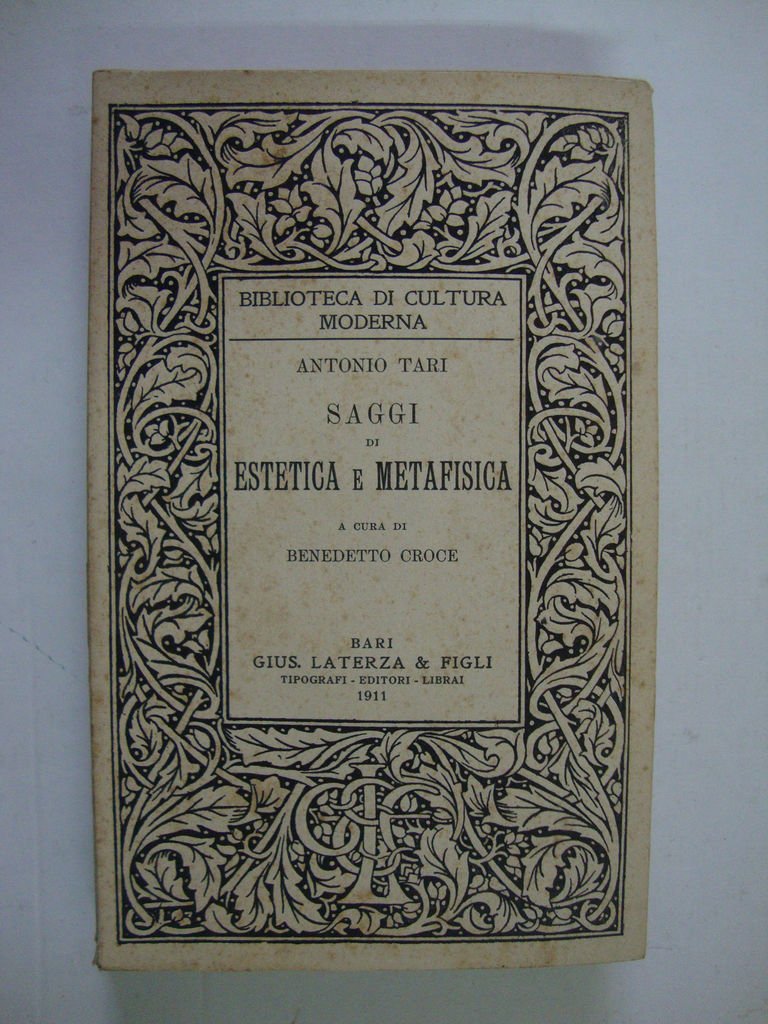 BIBLIOTECA DI CULTURA
MODERNA
ANTONIO TARI
SAGGI
DI
ESTETICA E METAFISICA
A CURA DI
BENEDETTO CROCE
BARI
GIUS. LATERZA & FIGLI
TIPOGRAFI - EDITORI - LIBRAI
1911